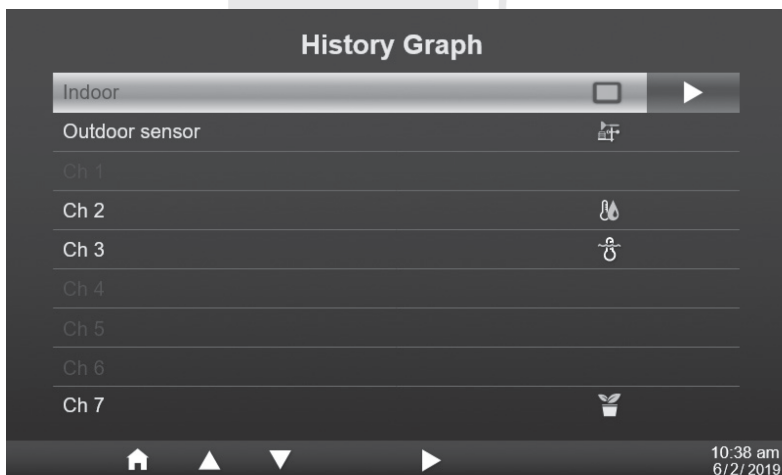 History Graph
Indoor
Outdoor sensor
Ch 1
Ch 2
Ch 3
Ch 4
Ch 5
Ch 6
Ch 7
10:38 am
6/2/2019